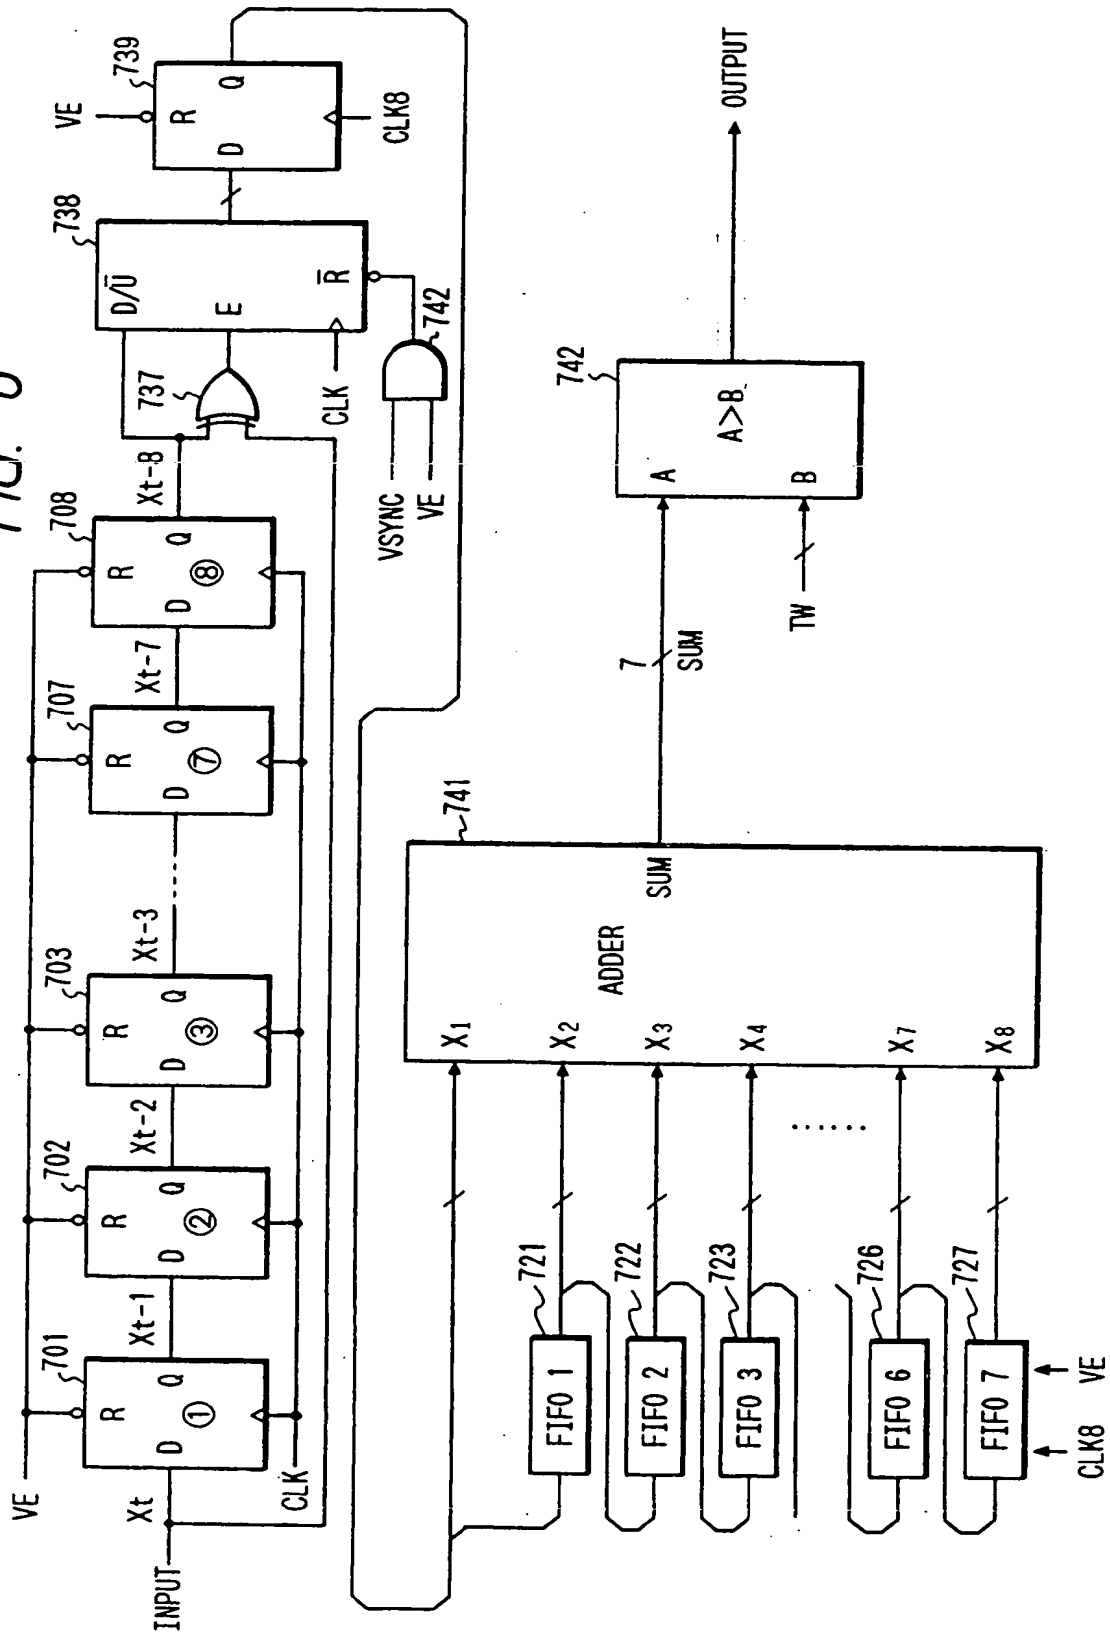 FIG. 6
VE
INPUT
Xt
CLK
701
R
D
①
Q
Xt-1
702
R
D
②
Q
Xt-2
703
R
D
③
Q
Xt-3
707
R
D
⑦
Q
Xt-7
708
R
D
⑧
Q
Xt-8
737
738
D/Ū
E
R̄
CLK
VSYNC
VE
742
VE
739
R
D
Q
CLK8
741
ADDER
X1
X2
X3
X4
......
X7
X8
SUM
721
FIFO 1
722
FIFO 2
723
FIFO 3
726
FIFO 6
727
FIFO 7
CLK8
VE
7
SUM
742
A
A>B
B
TW
OUTPUT